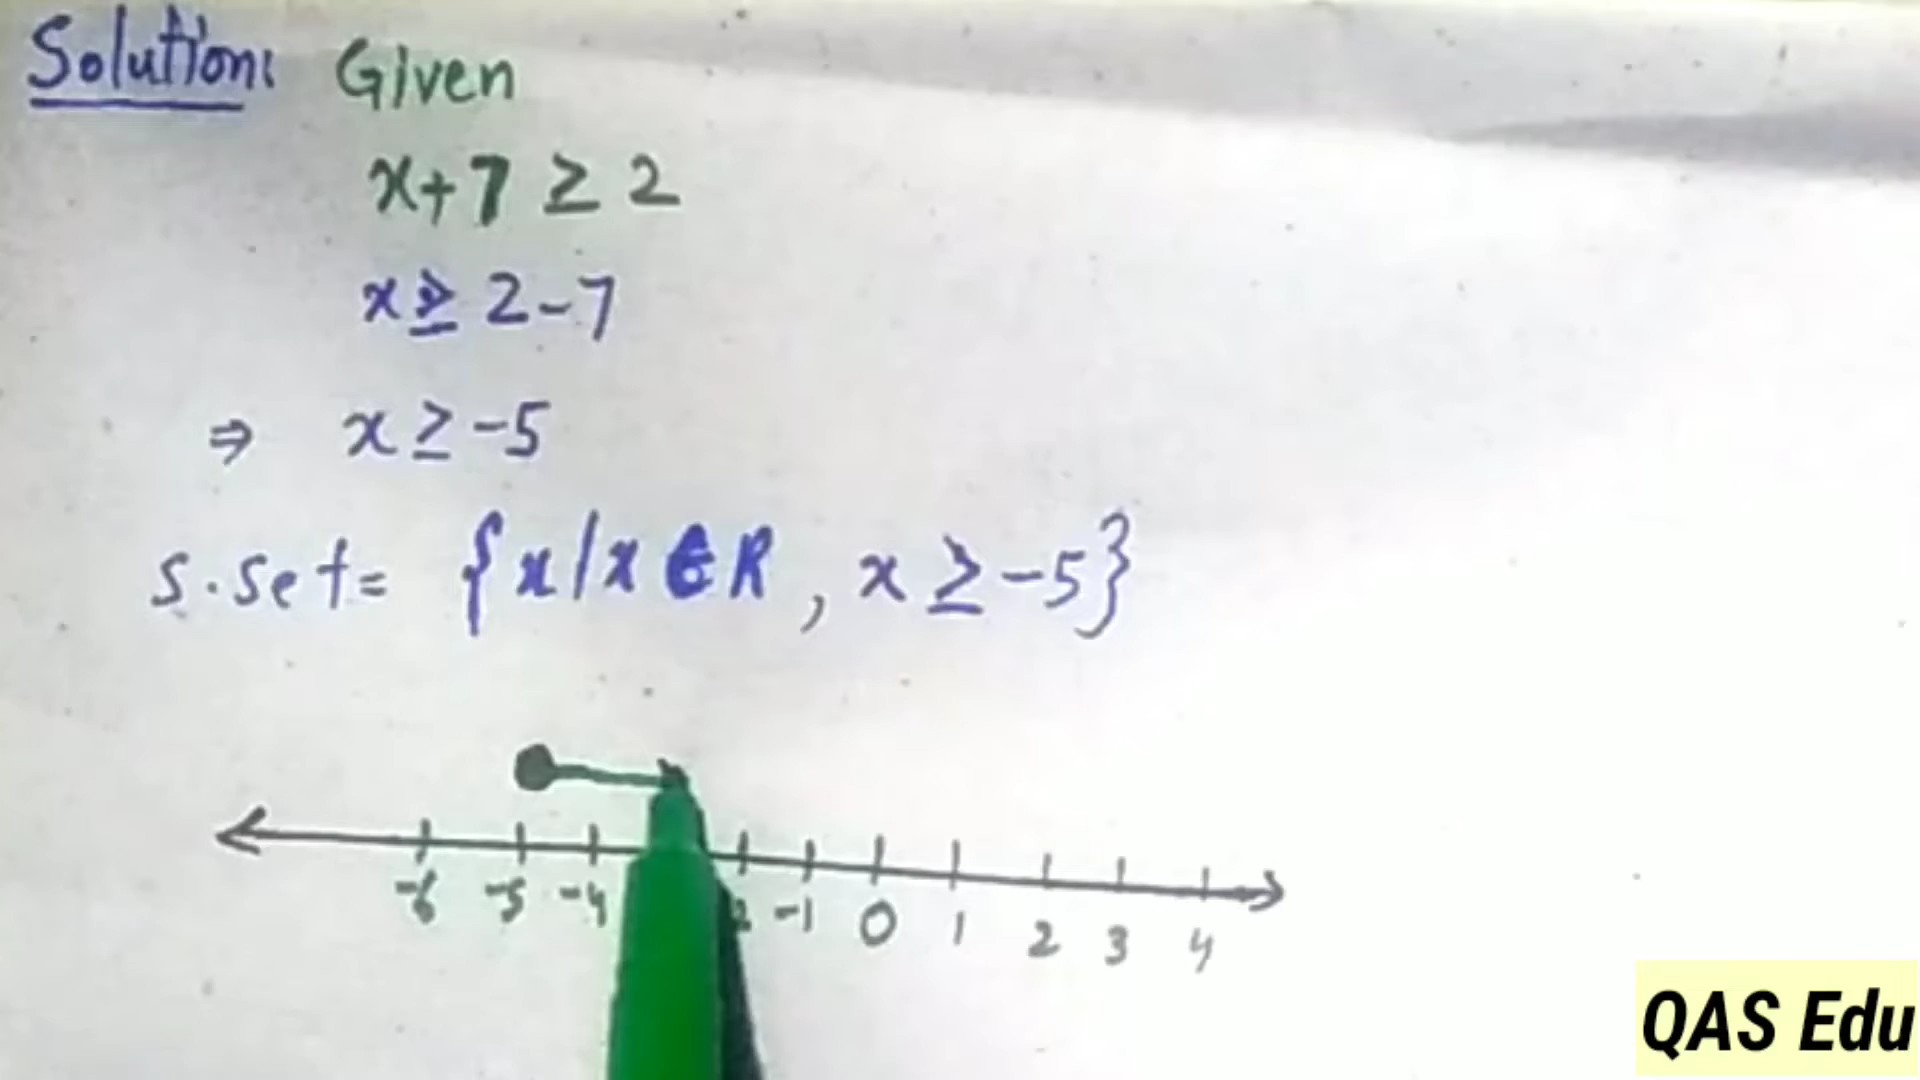 Solution: Given
x+7 ≥ 2
x ≥ 2-7
⇒ x ≥ -5
S.Set= {x/x ∈ R, x ≥ -5}
-6 -5 -4 2 -1 0 1 2 3 4
QAS Edu